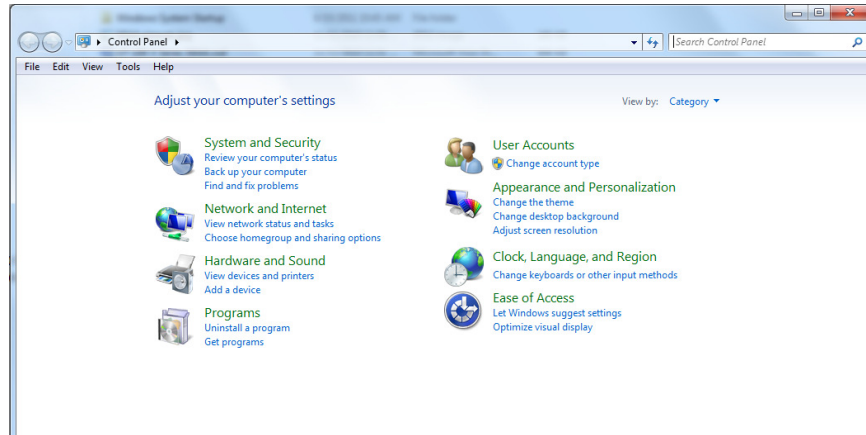 Windows System Startup
File folder
Control Panel
Search Control Panel
File Edit View Tools Help
Adjust your computer's settings
View by: Category
System and Security
Review your computer's status
Back up your computer
Find and fix problems
Network and Internet
View network status and tasks
Choose homegroup and sharing options
Hardware and Sound
View devices and printers
Add a device
Programs
Uninstall a program
Get programs
User Accounts
Change account type
Appearance and Personalization
Change the theme
Change desktop background
Adjust screen resolution
Clock, Language, and Region
Change keyboards or other input methods
Ease of Access
Let Windows suggest settings
Optimize visual display